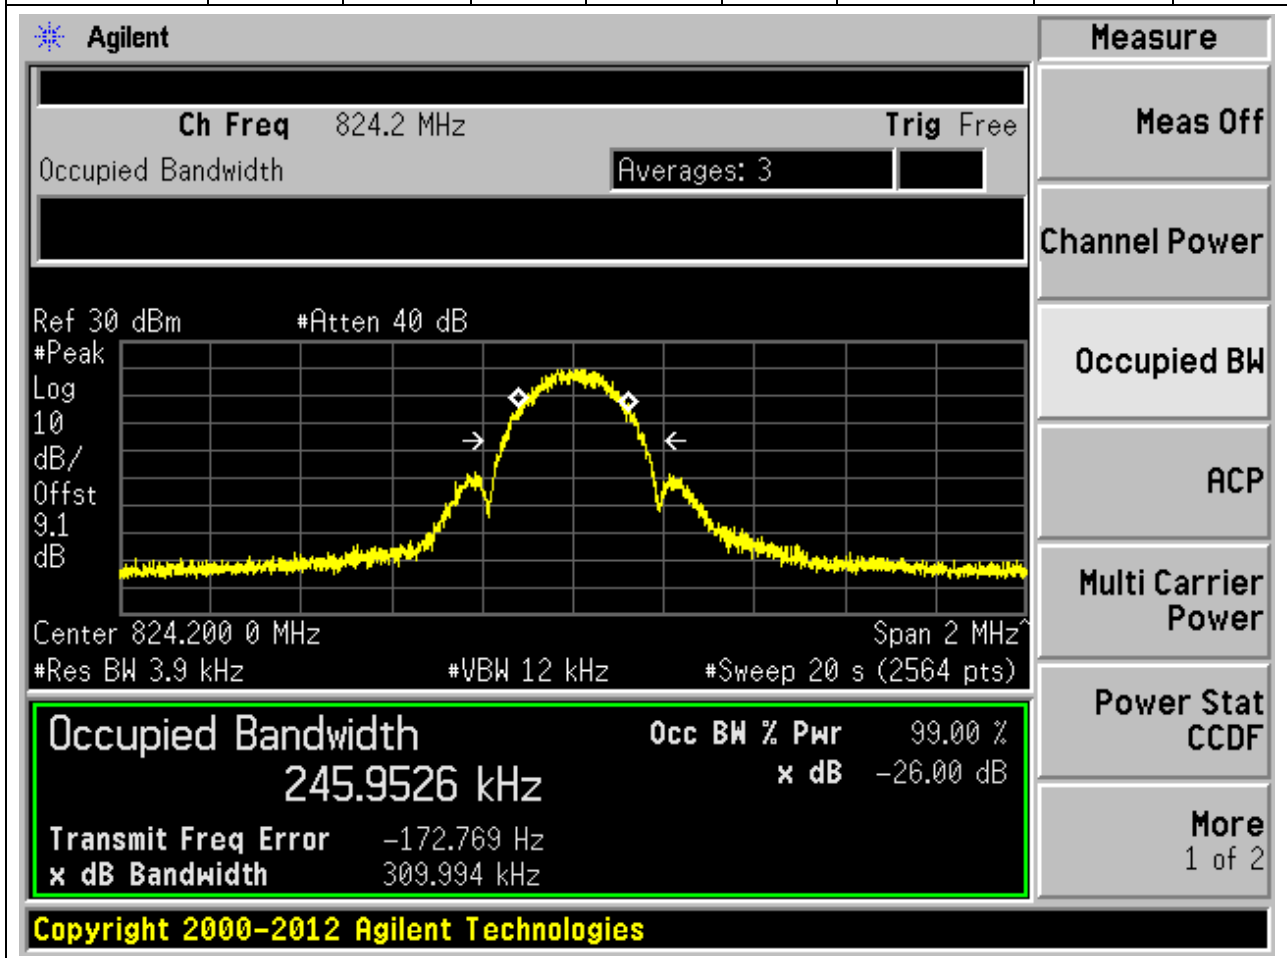 Agilent
Measure
Ch Freq 824.2 MHz Trig Free
Occupied Bandwidth Averages: 3
Meas Off
Channel Power
Occupied BW
ACP
Multi Carrier
Power
Power Stat
CCDF
More
1 of 2
Ref 30 dBm #Atten 40 dB
#Peak
Log
10
dB/
Offst
9.1
dB
Center 824.200 0 MHz Span 2 MHz^
#Res BW 3.9 kHz #VBW 12 kHz #Sweep 20 s (2564 pts)
Occupied Bandwidth Occ BW % Pwr 99.00 %
245.9526 kHz x dB -26.00 dB
Transmit Freq Error -172.769 Hz
x dB Bandwidth 309.994 kHz
Copyright 2000-2012 Agilent Technologies